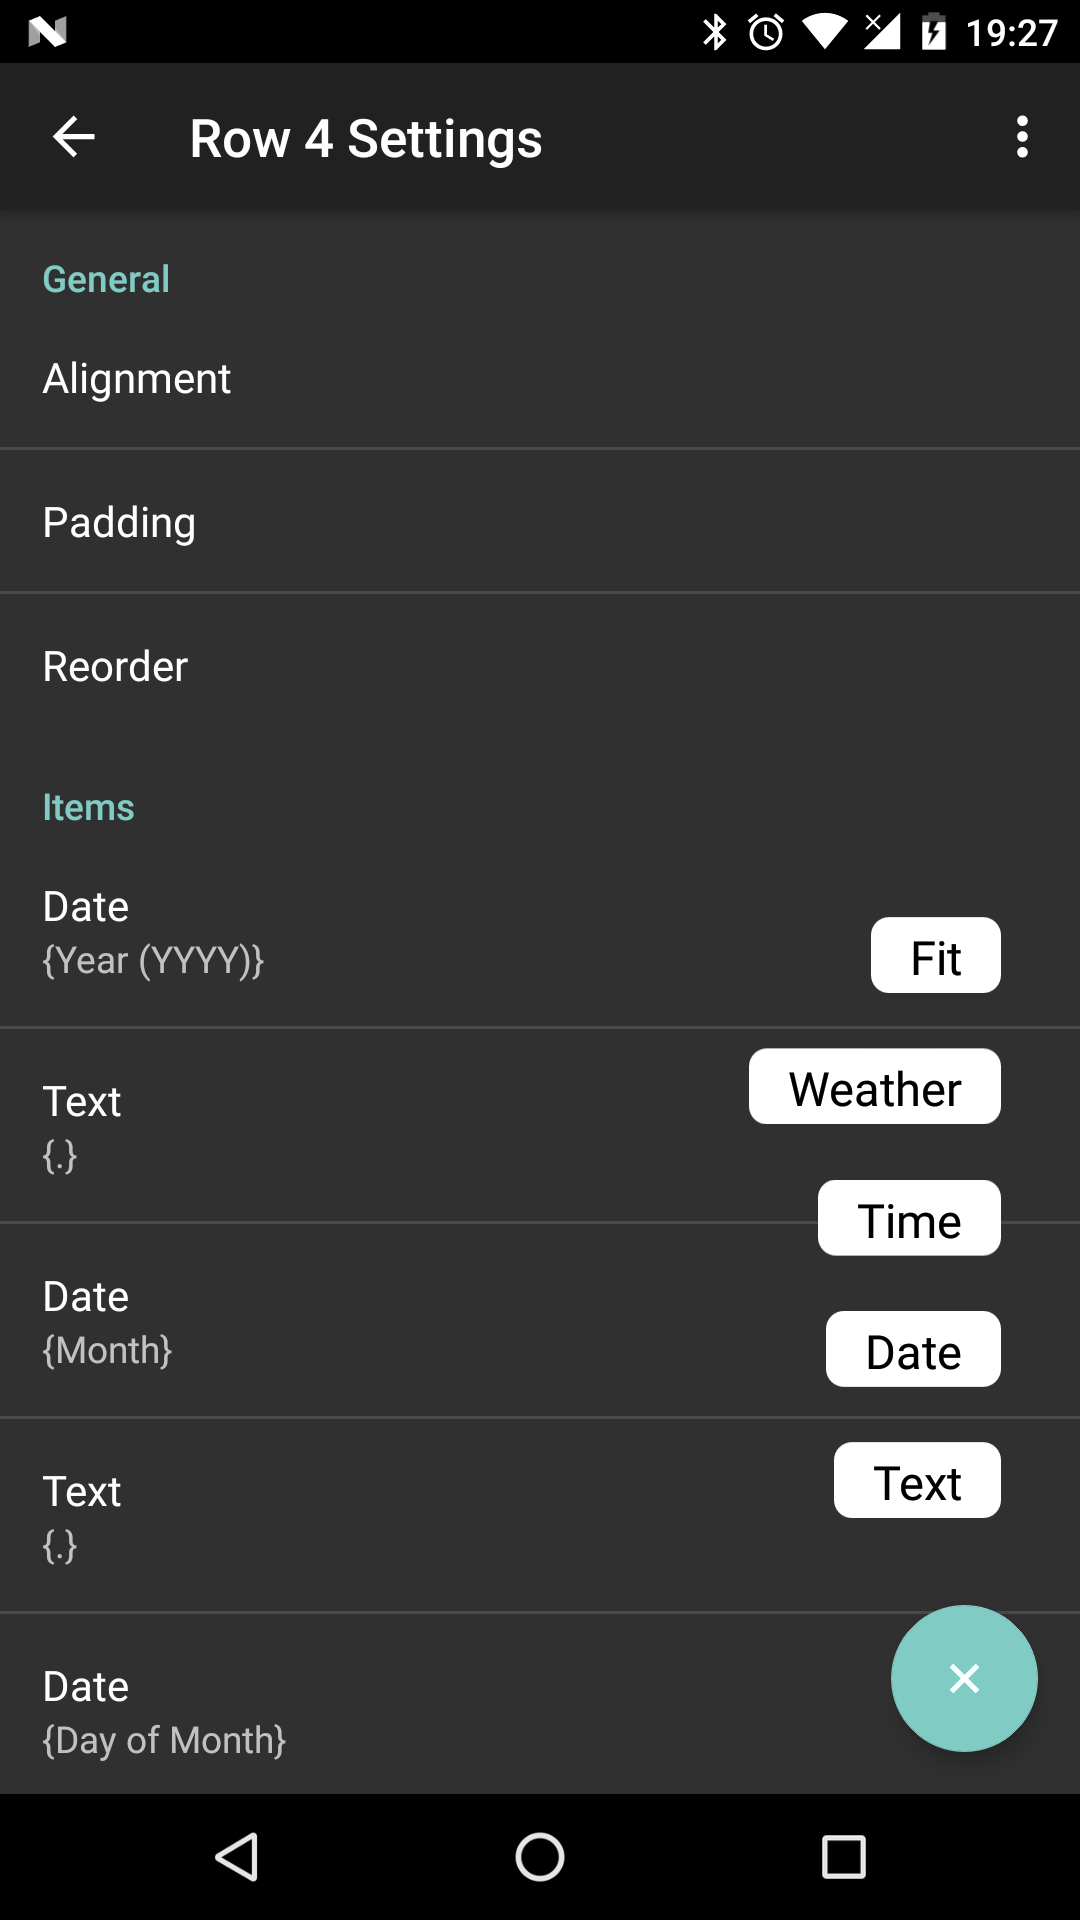 19:27
Row 4 Settings
General
Alignment
Padding
Reorder
Items
Date
{Year (YYYY)}
Fit
Weather
Text
{.}
Time
Date
{Month}
Date
Text
Text
{.}
Date
{Day of Month}